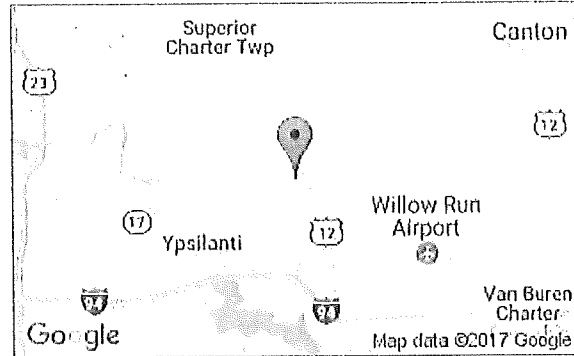 Superior
Charter Twp
Canton
23
12
17
Ypsilanti
12
Willow Run
Airport
94
94
Van Buren
Charter
Google
Map data ©2017 Google